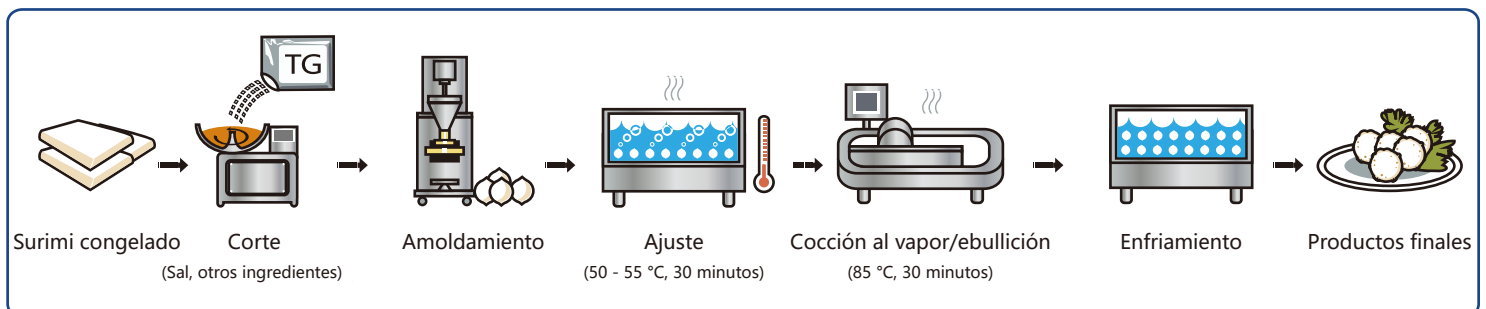 TG
Surimi congelado
Corte
(Sal, otros ingredientes)
Amoldamiento
Ajuste
(50 - 55 °C, 30 minutos)
Cocción al vapor/ebullición
(85 °C, 30 minutos)
Enfriamiento
Productos finales